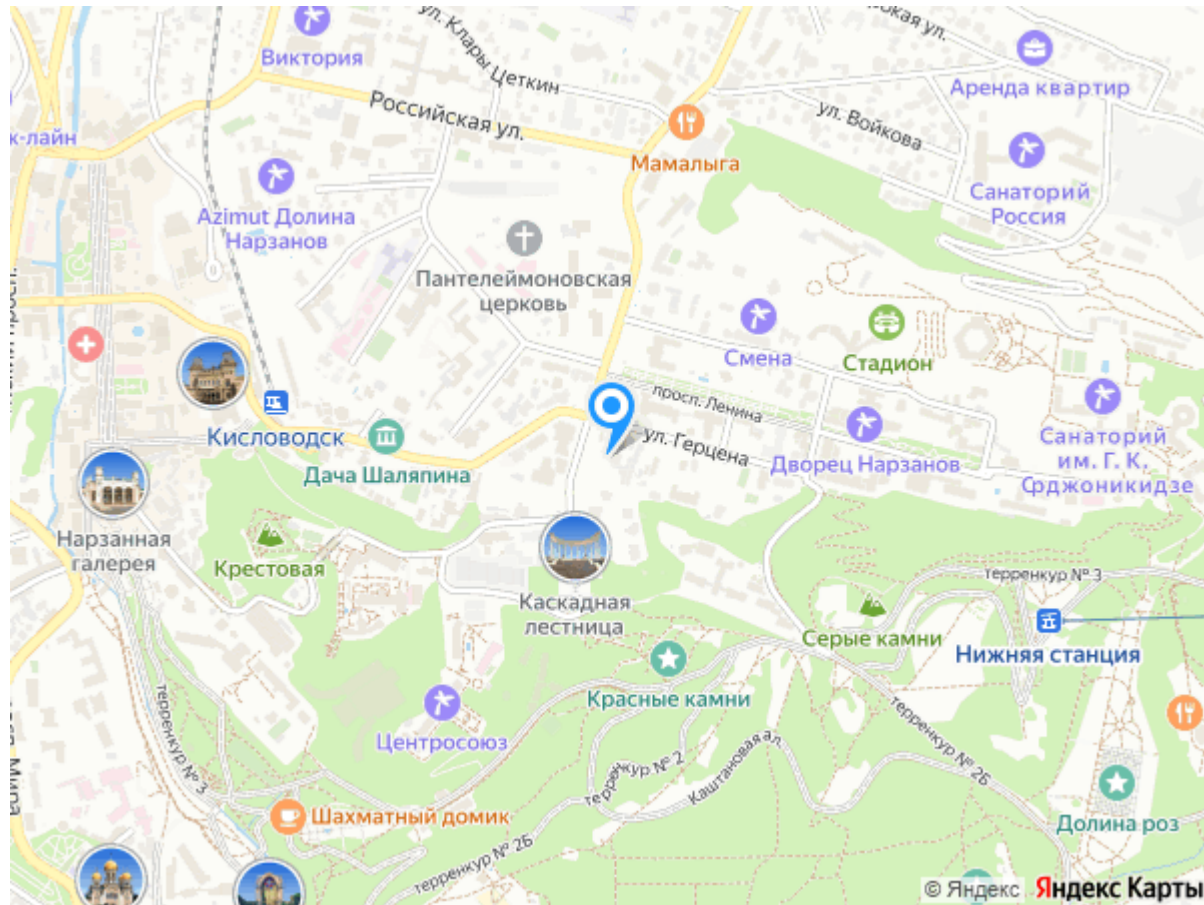 ул. Клары Цеткин
Виктория
Аренда квартир
Российская ул.
ул. Войкова
к-лайн
Мамалыга
Санаторий
Россия
Azimut Долина
Нарзанов
Пантелеймоновская
церковь
Смена
Стадион
просп. Ленина
Кисловодск
ул. Герцена
Дворец Нарзанов
Санаторий
им. Г. К.
Орджоникидзе
Дача Шаляпина
Нарзанная
галерея
Крестовая
Каскадная
лестница
терренкур № 3
Серые камни
Нижняя станция
Красные камни
Центросоюз
терренкур № 3
терренкур № 2
Каштановая ал.
терренкур № 2Б
Шахматный домик
Долина роз
терренкур № 2Б
© Яндекс Яндекс Карты